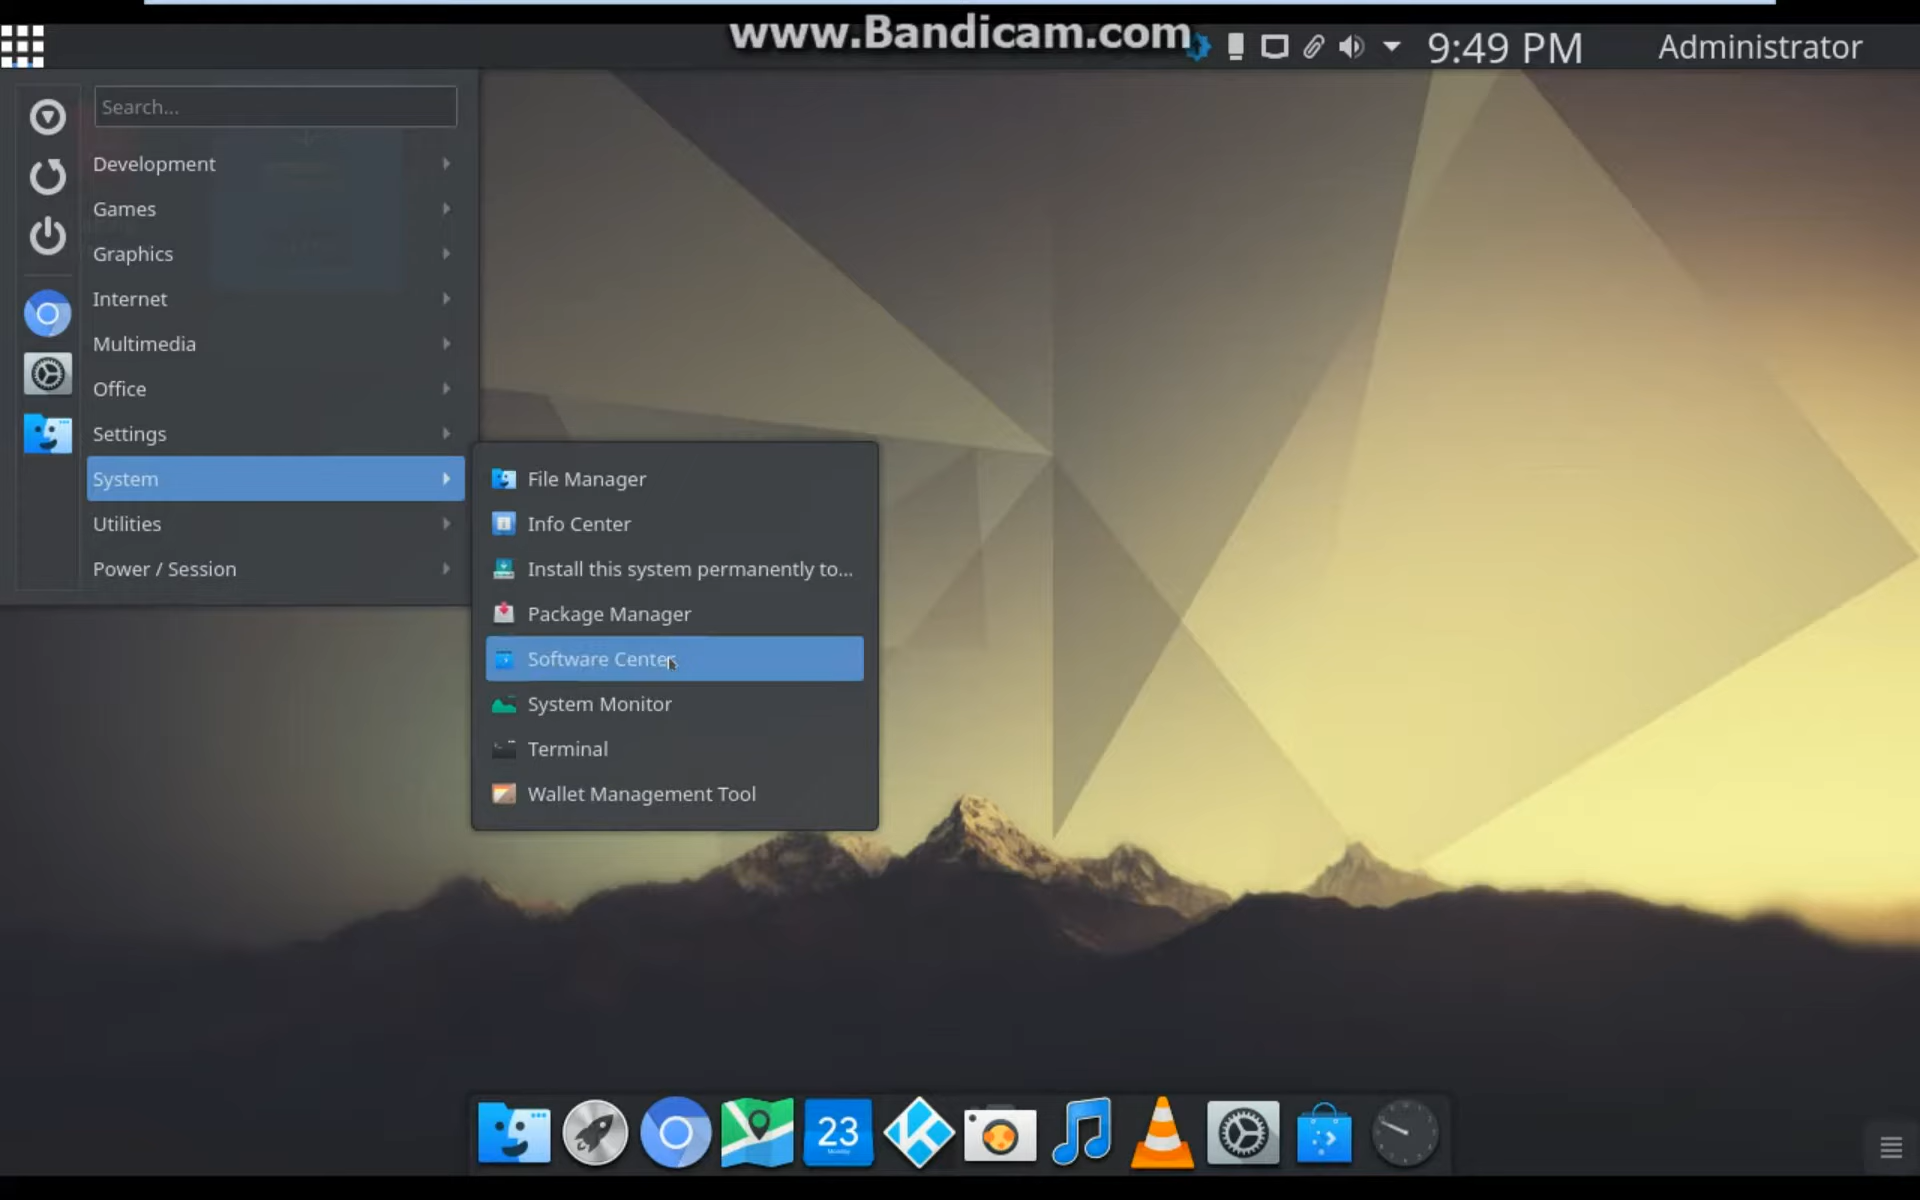 www.Bandicam.com
9:49 PM
Administrator
Search...
Development
Games
Graphics
Internet
Multimedia
Office
Settings
System
Utilities
Power / Session
File Manager
Info Center
Install this system permanently to...
Package Manager
Software Center
System Monitor
Terminal
Wallet Management Tool
23
Monday